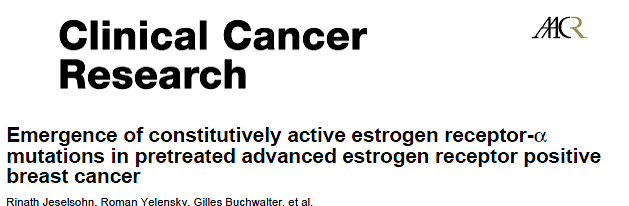 Clinical Cancer
Research
AACR
Emergence of constitutively active estrogen receptor-α
mutations in pretreated advanced estrogen receptor positive
breast cancer
Rinath Jeselsohn, Roman Yelensky, Gilles Buchwalter, et al.